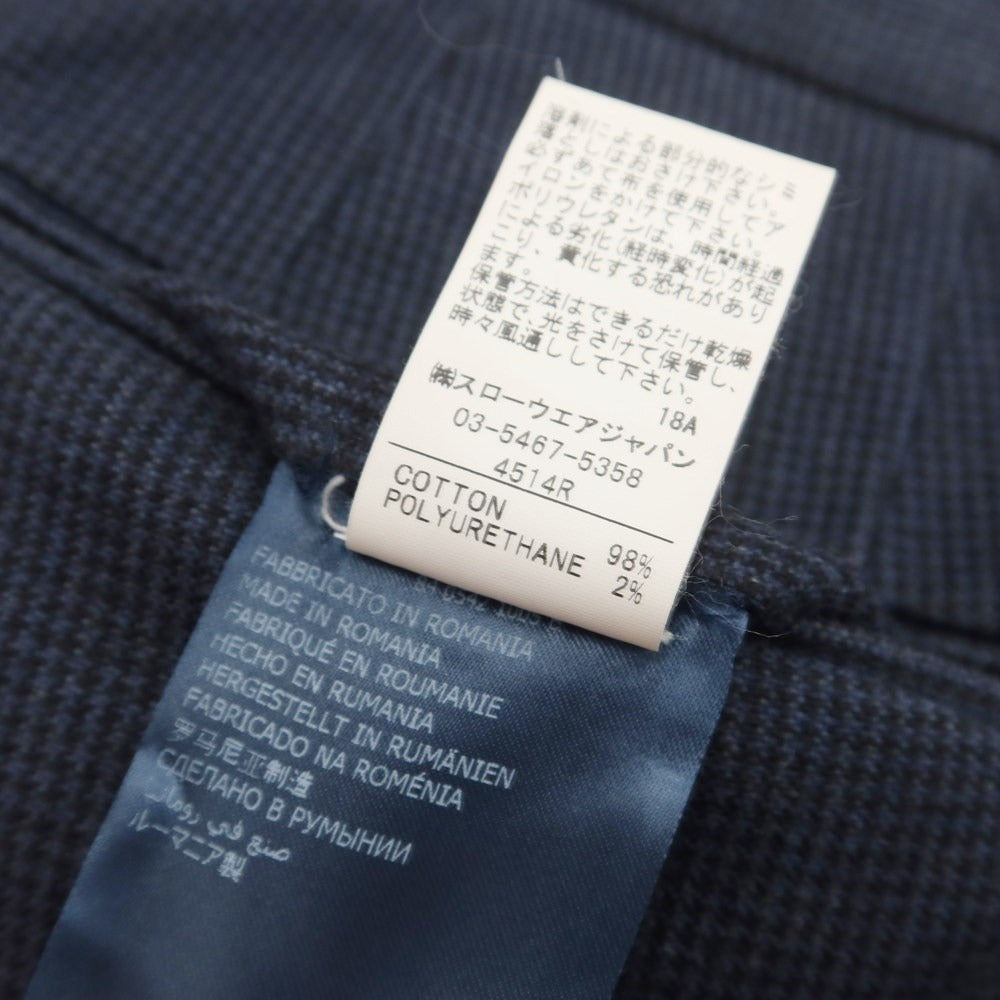 溶剤による部分的なシミ
落としはおさけ下さい。
必ずあて布を使用してア
イロンをかけて下さい。
ポリウレタンは、時間経過
による劣化(経時変化)が起
こり、黄化する恐れがあり
ます。
保管方法はできるだけ乾燥
状態で、光をさけて保管し、
時々風通しして下さい。
18A
㈱スローウエアジャパン
03-5467-5358
4514R
COTTON 98%
POLYURETHANE 2%
FABBRICATO IN ROMANIA
MADE IN ROMANIA
FABRIQUÉ EN ROUMANIE
HECHO EN RUMANIA
HERGESTELLT IN RUMÄNIEN
FABRICADO NA ROMÉNIA
罗马尼亚制造
СДЕЛАНО В РУМЫНИИ
صنع في رومانيا
ルーマニア製